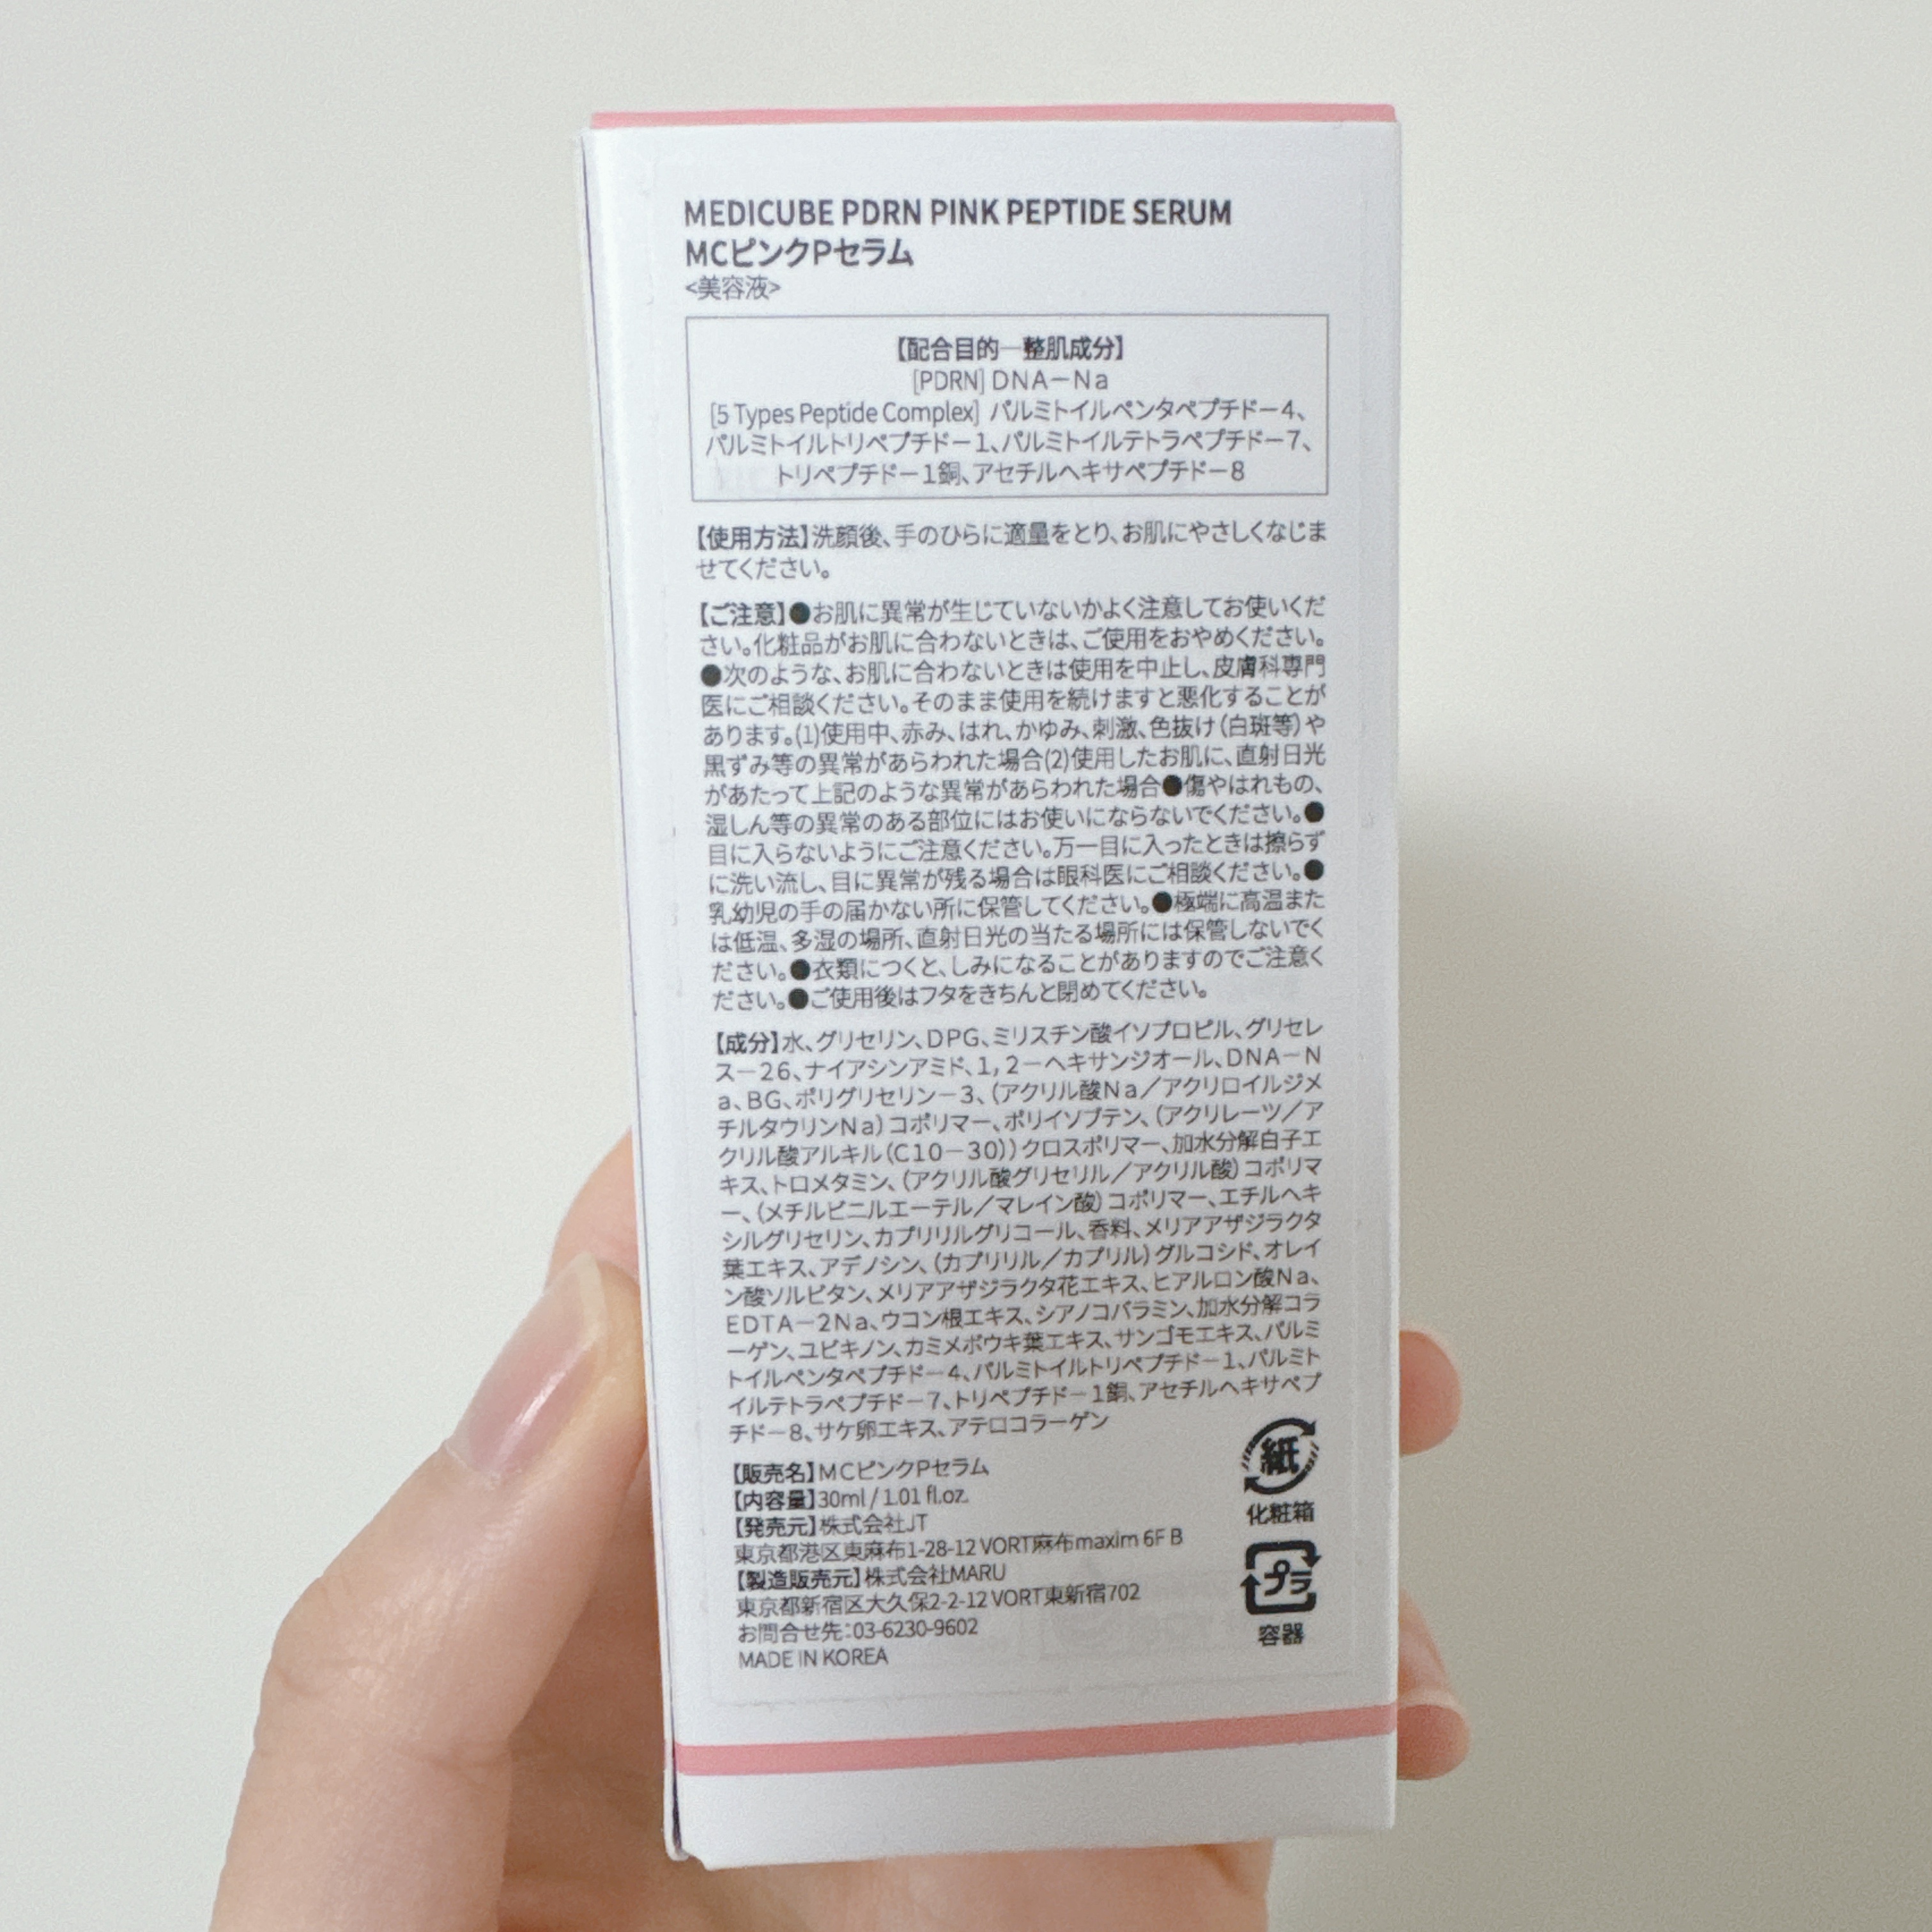 MEDICUBE PDRN PINK PEPTIDE SERUM
MCピンクPセラム
<美容液>
【配合目的―整肌成分】
[PDRN] DNA－Na
[5 Types Peptide Complex] パルミトイルペンタペプチドー4、
パルミトイルトリペプチドー1、パルミトイルテトラペプチドー7、
トリペプチドー1銅、アセチルヘキサペプチドー8
【使用方法】洗顔後、手のひらに適量をとり、お肌にやさしくなじま
せてください。
【ご注意】●お肌に異常が生じていないかよく注意してお使いくだ
さい。化粧品がお肌に合わないときは、ご使用をおやめください。
●次のような、お肌に合わないときは使用を中止し、皮膚科専門
医にご相談ください。そのまま使用を続けますと悪化することが
あります。(1)使用中、赤み、はれ、かゆみ、刺激、色抜け（白斑等）や
黒ずみ等の異常があらわれた場合(2)使用したお肌に、直射日光
があたって上記のような異常があらわれた場合●傷やはれもの、
湿しん等の異常のある部位にはお使いにならないでください。●
目に入らないようにご注意ください。万一目に入ったときは擦らず
に洗い流し、目に異常が残る場合は眼科医にご相談ください。●
乳幼児の手の届かない所に保管してください。●極端に高温また
は低温、多湿の場所、直射日光の当たる場所には保管しないでく
ださい。●衣類につくと、しみになることがありますのでご注意く
ださい。●ご使用後はフタをきちんと閉めてください。
【成分】水、グリセリン、DPG、ミリスチン酸イソプロピル、グリセレ
ス－26、ナイアシンアミド、1，2－ヘキサンジオール、DNA－N
a、BG、ポリグリセリン－3、（アクリル酸Na／アクリロイルジメ
チルタウリンNa）コポリマー、ポリイソブテン、（アクリレーツ／ア
クリル酸アルキル（C10－30））クロスポリマー、加水分解白子エ
キス、トロメタミン、（アクリル酸グリセリル／アクリル酸）コポリマ
ー、（メチルビニルエーテル／マレイン酸）コポリマー、エチルヘキ
シルグリセリン、カプリリルグリコール、香料、メリアアザジラクタ
葉エキス、アデノシン、（カプリリル／カプリル）グルコシド、オレイ
ン酸ソルビタン、メリアアザジラクタ花エキス、ヒアルロン酸Na、
EDTA－2Na、ウコン根エキス、シアノコバラミン、加水分解コラ
ーゲン、ユビキノン、カミメボウキ葉エキス、サンゴモエキス、パルミ
トイルペンタペプチド－4、パルミトイルトリペプチド－1、パルミト
イルテトラペプチド－7、トリペプチド－1銅、アセチルヘキサペプ
チド－8、サケ卵エキス、アテロコラーゲン
【販売名】MCピンクPセラム
【内容量】30ml / 1.01 fl.oz.
【発売元】株式会社JT
東京都港区東麻布1-28-12 VORT麻布maxim 6F B
【製造販売元】株式会社MARU
東京都新宿区大久保2-2-12 VORT東新宿702
お問合せ先：03-6230-9602
MADE IN KOREA
紙
化粧箱
プラ
容器